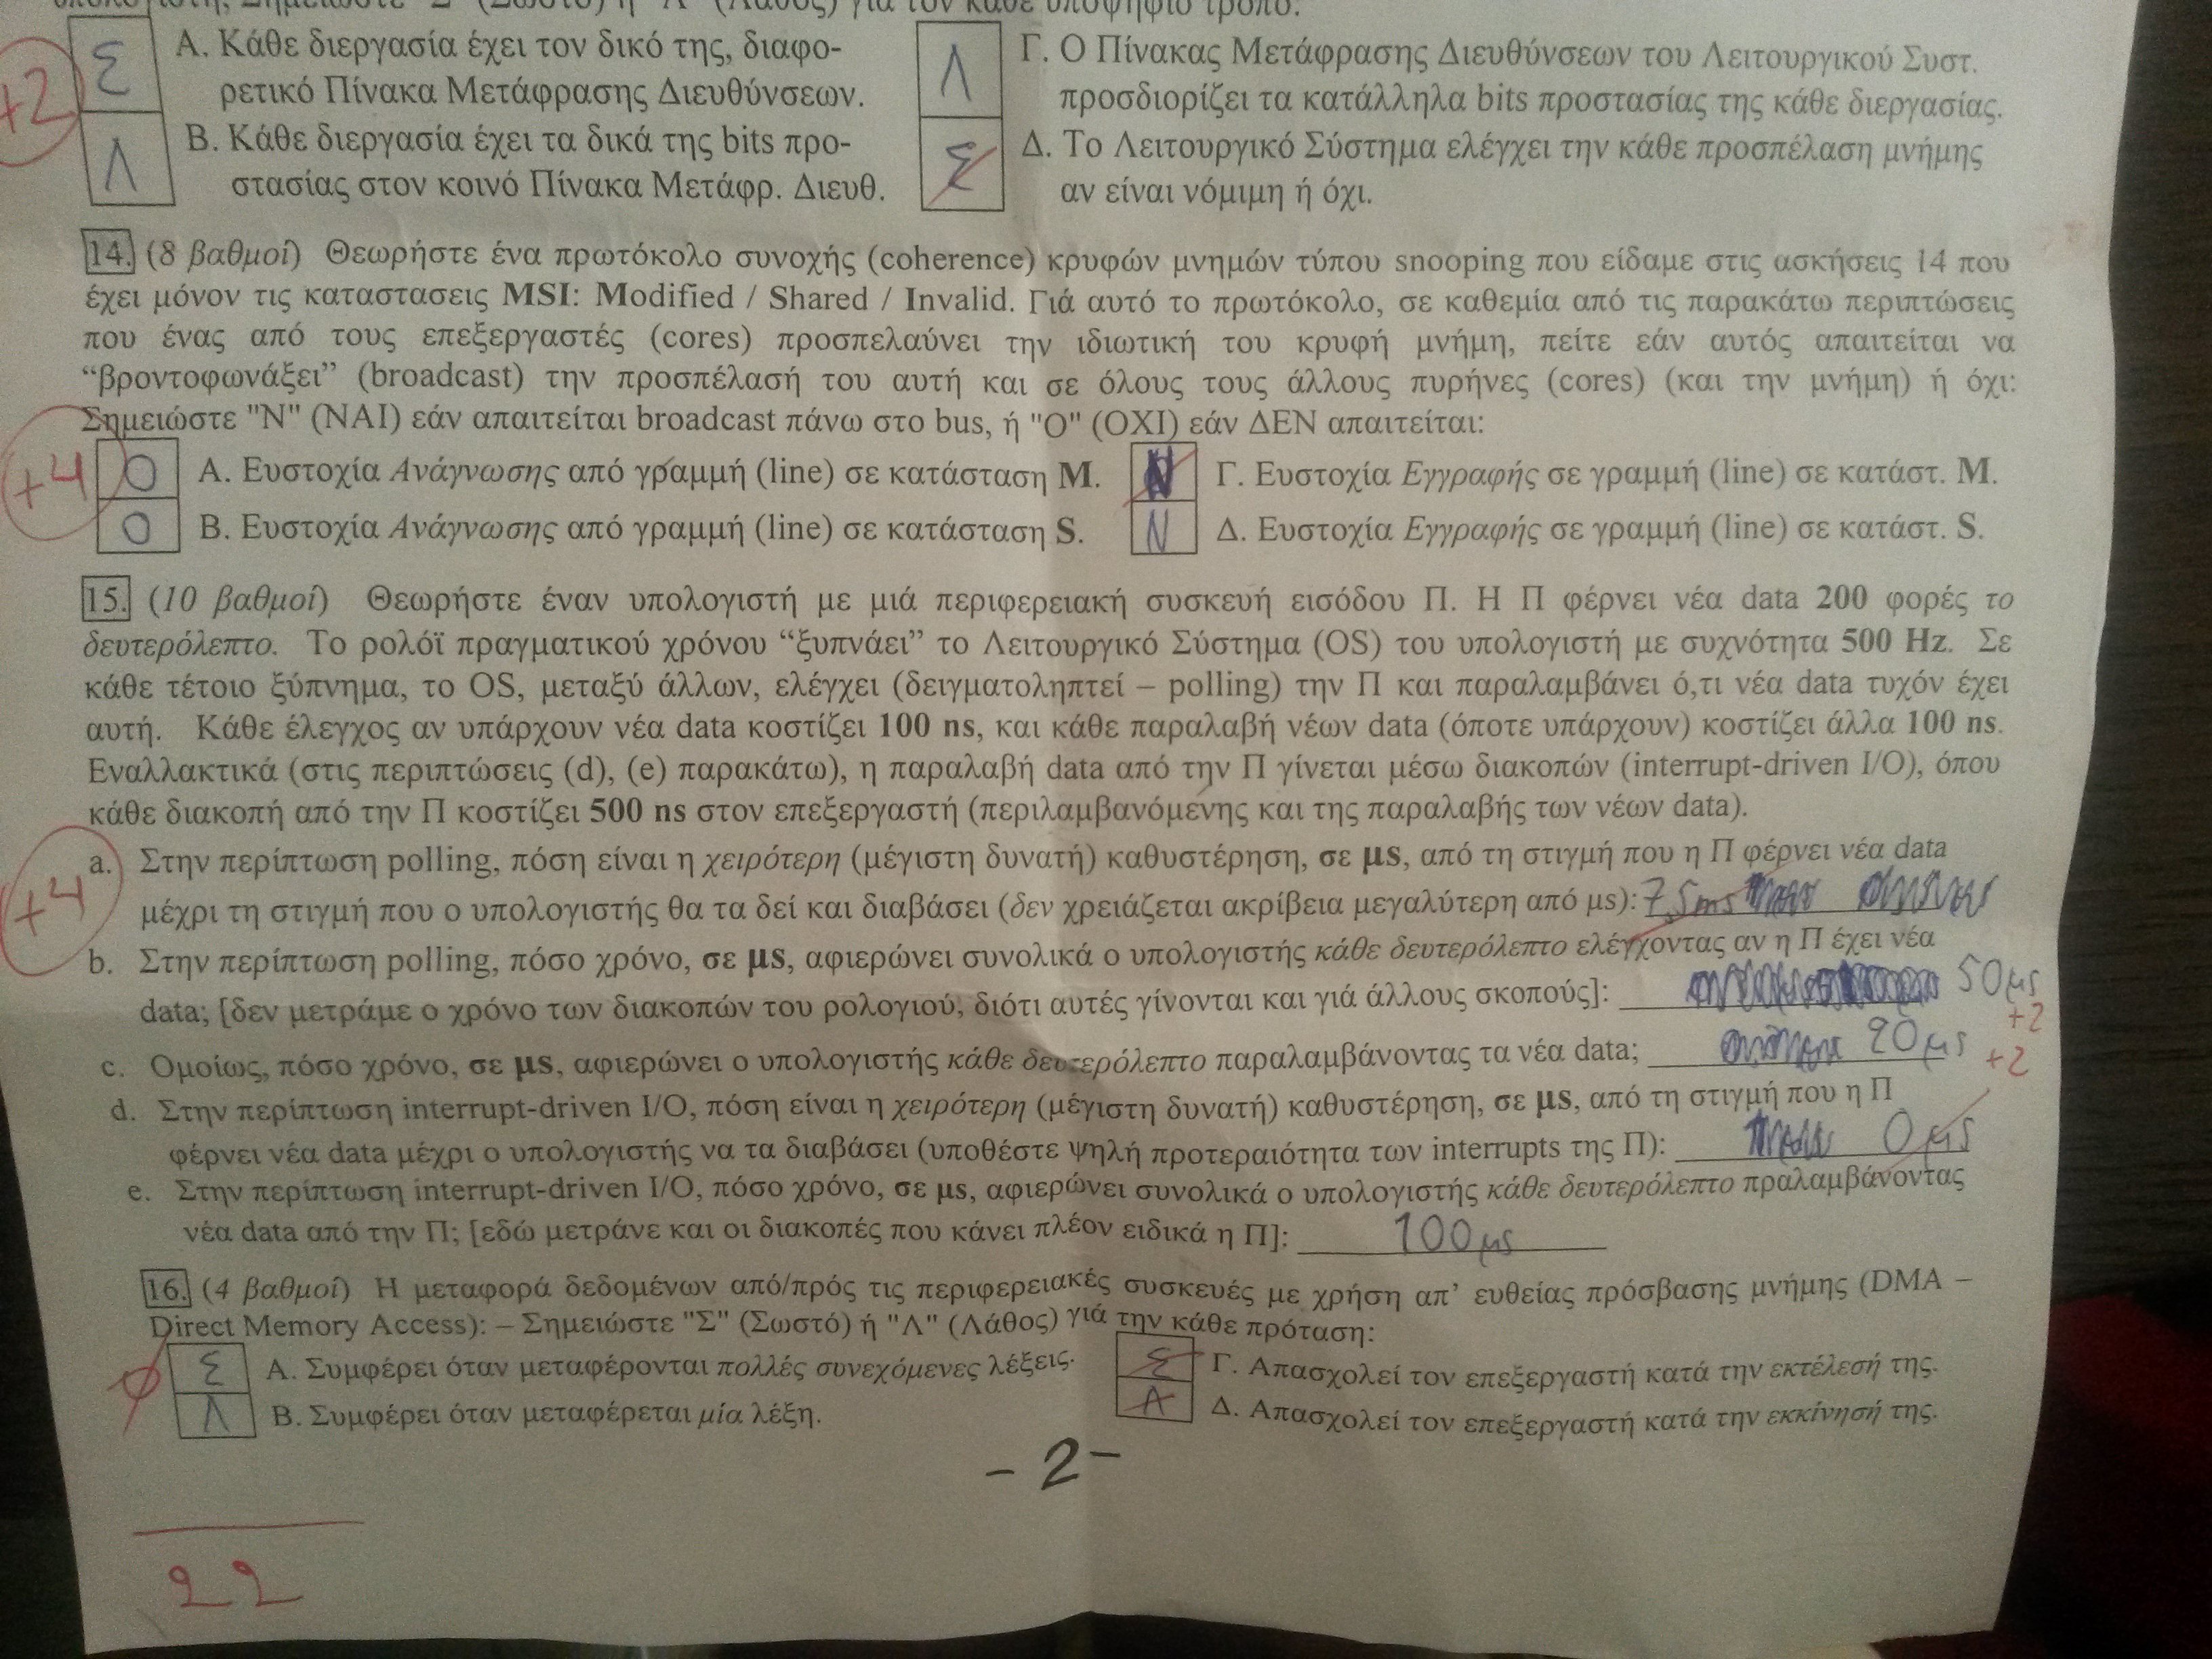 υπολογιστή, Σημειώστε "Σ" (Σωστό) ή "Λ" (Λάθος) για τον κάθε υποψήφιο τρόπο:
+2
Σ Α. Κάθε διεργασία έχει τον δικό της, διαφο-
ρετικό Πίνακα Μετάφρασης Διευθύνσεων.
Λ Β. Κάθε διεργασία έχει τα δικά της bits προ-
στασίας στον κοινό Πίνακα Μετάφρ. Διευθ.
Λ Γ. Ο Πίνακας Μετάφρασης Διευθύνσεων του Λειτουργικού Συστ.
προσδιορίζει τα κατάλληλα bits προστασίας της κάθε διεργασίας.
Σ Δ. Το Λειτουργικό Σύστημα ελέγχει την κάθε προσπέλαση μνήμης
αν είναι νόμιμη ή όχι.
14. (8 βαθμοί) Θεωρήστε ένα πρωτόκολο συνοχής (coherence) κρυφών μνημών τύπου snooping που είδαμε στις ασκήσεις 14 που
έχει μόνον τις καταστασεις MSI: Modified / Shared / Invalid. Γιά αυτό το πρωτόκολο, σε καθεμία από τις παρακάτω περιπτώσεις
που ένας από τους επεξεργαστές (cores) προσπελαύνει την ιδιωτική του κρυφή μνήμη, πείτε εάν αυτός απαιτείται να
“βροντοφωνάξει” (broadcast) την προσπέλασή του αυτή και σε όλους τους άλλους πυρήνες (cores) (και την μνήμη) ή όχι:
Σημειώστε "Ν" (ΝΑΙ) εάν απαιτείται broadcast πάνω στο bus, ή "Ο" (ΟΧΙ) εάν ΔΕΝ απαιτείται:
+4
Ο Α. Ευστοχία Ανάγνωσης από γραμμή (line) σε κατάσταση M.
Ο Β. Ευστοχία Ανάγνωσης από γραμμή (line) σε κατάσταση S.
Ν Γ. Ευστοχία Εγγραφής σε γραμμή (line) σε κατάστ. M.
Ν Δ. Ευστοχία Εγγραφής σε γραμμή (line) σε κατάστ. S.
15. (10 βαθμοί) Θεωρήστε έναν υπολογιστή με μιά περιφερειακή συσκευή εισόδου Π. Η Π φέρνει νέα data 200 φορές το
δευτερόλεπτο. Το ρολόϊ πραγματικού χρόνου “ξυπνάει” το Λειτουργικό Σύστημα (OS) του υπολογιστή με συχνότητα 500 Hz. Σε
κάθε τέτοιο ξύπνημα, το OS, μεταξύ άλλων, ελέγχει (δειγματοληπτεί – polling) την Π και παραλαμβάνει ό,τι νέα data τυχόν έχει
αυτή. Κάθε έλεγχος αν υπάρχουν νέα data κοστίζει 100 ns, και κάθε παραλαβή νέων data (όποτε υπάρχουν) κοστίζει άλλα 100 ns.
Εναλλακτικά (στις περιπτώσεις (d), (e) παρακάτω), η παραλαβή data από την Π γίνεται μέσω διακοπών (interrupt-driven I/O), όπου
κάθε διακοπή από την Π κοστίζει 500 ns στον επεξεργαστή (περιλαμβανόμενης και της παραλαβής των νέων data).
+4
a. Στην περίπτωση polling, πόση είναι η χειρότερη (μέγιστη δυνατή) καθυστέρηση, σε μs, από τη στιγμή που η Π φέρνει νέα data
μέχρι τη στιγμή που ο υπολογιστής θα τα δεί και διαβάσει (δεν χρειάζεται ακρίβεια μεγαλύτερη από μs): 7,5ms
b. Στην περίπτωση polling, πόσο χρόνο, σε μs, αφιερώνει συνολικά ο υπολογιστής κάθε δευτερόλεπτο ελέγχοντας αν η Π έχει νέα
data; [δεν μετράμε ο χρόνο των διακοπών του ρολογιού, διότι αυτές γίνονται και γιά άλλους σκοπούς]: 50μs
+2
c. Ομοίως, πόσο χρόνο, σε μs, αφιερώνει ο υπολογιστής κάθε δευτερόλεπτο παραλαμβάνοντας τα νέα data; 20μs
+2
d. Στην περίπτωση interrupt-driven I/O, πόση είναι η χειρότερη (μέγιστη δυνατή) καθυστέρηση, σε μs, από τη στιγμή που η Π
φέρνει νέα data μέχρι ο υπολογιστής να τα διαβάσει (υποθέστε ψηλή προτεραιότητα των interrupts της Π): 0μs
e. Στην περίπτωση interrupt-driven I/O, πόσο χρόνο, σε μs, αφιερώνει συνολικά ο υπολογιστής κάθε δευτερόλεπτο πραλαμβάνοντας
νέα data από την Π; [εδώ μετράνε και οι διακοπές που κάνει πλέον ειδικά η Π]: 100μs
16. (4 βαθμοί) Η μεταφορά δεδομένων από/πρός τις περιφερειακές συσκευές με χρήση απ’ ευθείας πρόσβασης μνήμης (DMA –
Direct Memory Access): – Σημειώστε "Σ" (Σωστό) ή "Λ" (Λάθος) γιά την κάθε πρόταση:
Σ Α. Συμφέρει όταν μεταφέρονται πολλές συνεχόμενες λέξεις.
Λ Β. Συμφέρει όταν μεταφέρεται μία λέξη.
Σ Γ. Απασχολεί τον επεξεργαστή κατά την εκτέλεσή της.
Λ Δ. Απασχολεί τον επεξεργαστή κατά την εκκίνησή της.
- 2 -
22